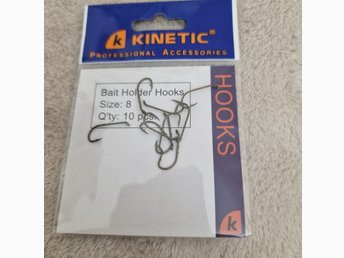 k KINETIC®
PROFESSIONAL ACCESSORIES
Bait Holder Hooks
Size: 8
Q'ty: 10 pcs.
HOOKS
k